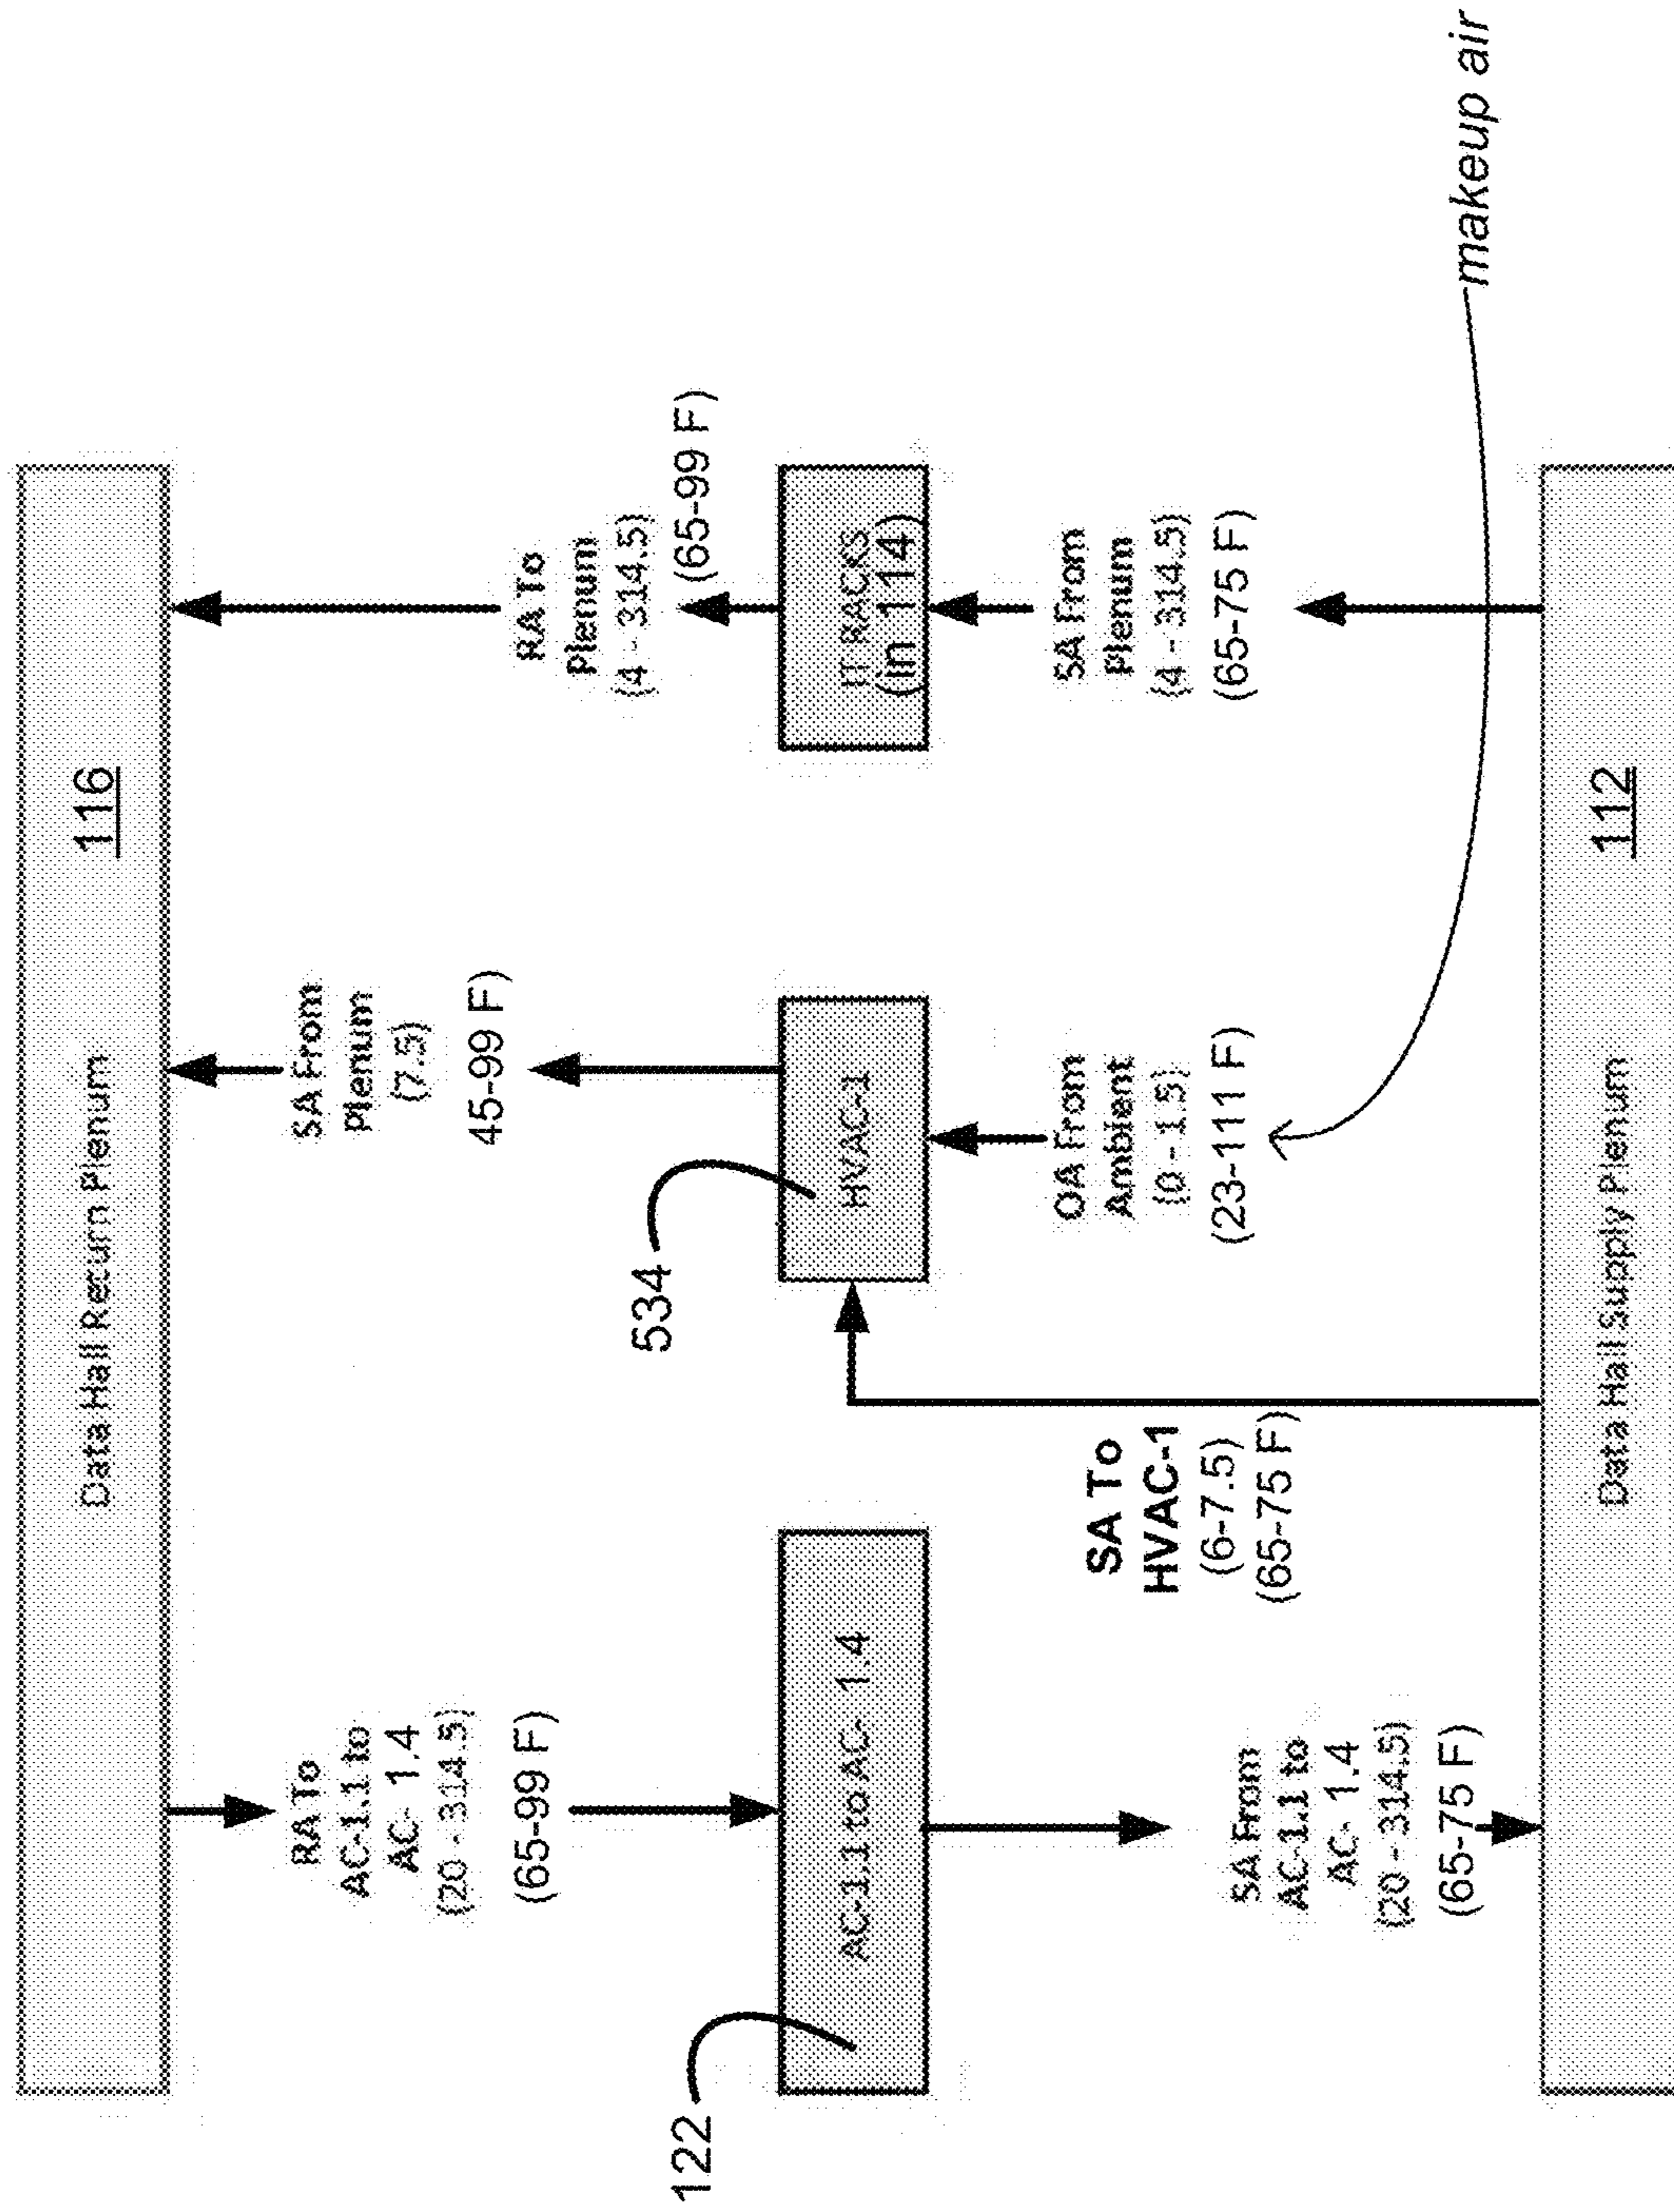 Data Hall Return Plenum
116
RA To
AC-1.1 to
AC- 1.4
(20 - 314.5)
(65-99 F)
SA From
Plenum
(7.5)
45-99 F)
RA To
Plenum
(4 - 314.5)
(65-99 F)
122
AC-1.1 to AC- 1.4
534
HVAC-1
IT RACKS
(in 114)
SA From
AC-1.1 to
AC- 1.4
(20 - 314.5)
(65-75 F)
SA To
HVAC-1
(6-7.5)
(65-75 F)
OA From
Ambient
(0 - 1.5)
(23-111 F)
SA From
Plenum
(4 - 314.5)
(65-75 F)
makeup air
Data Hall Supply Plenum
112